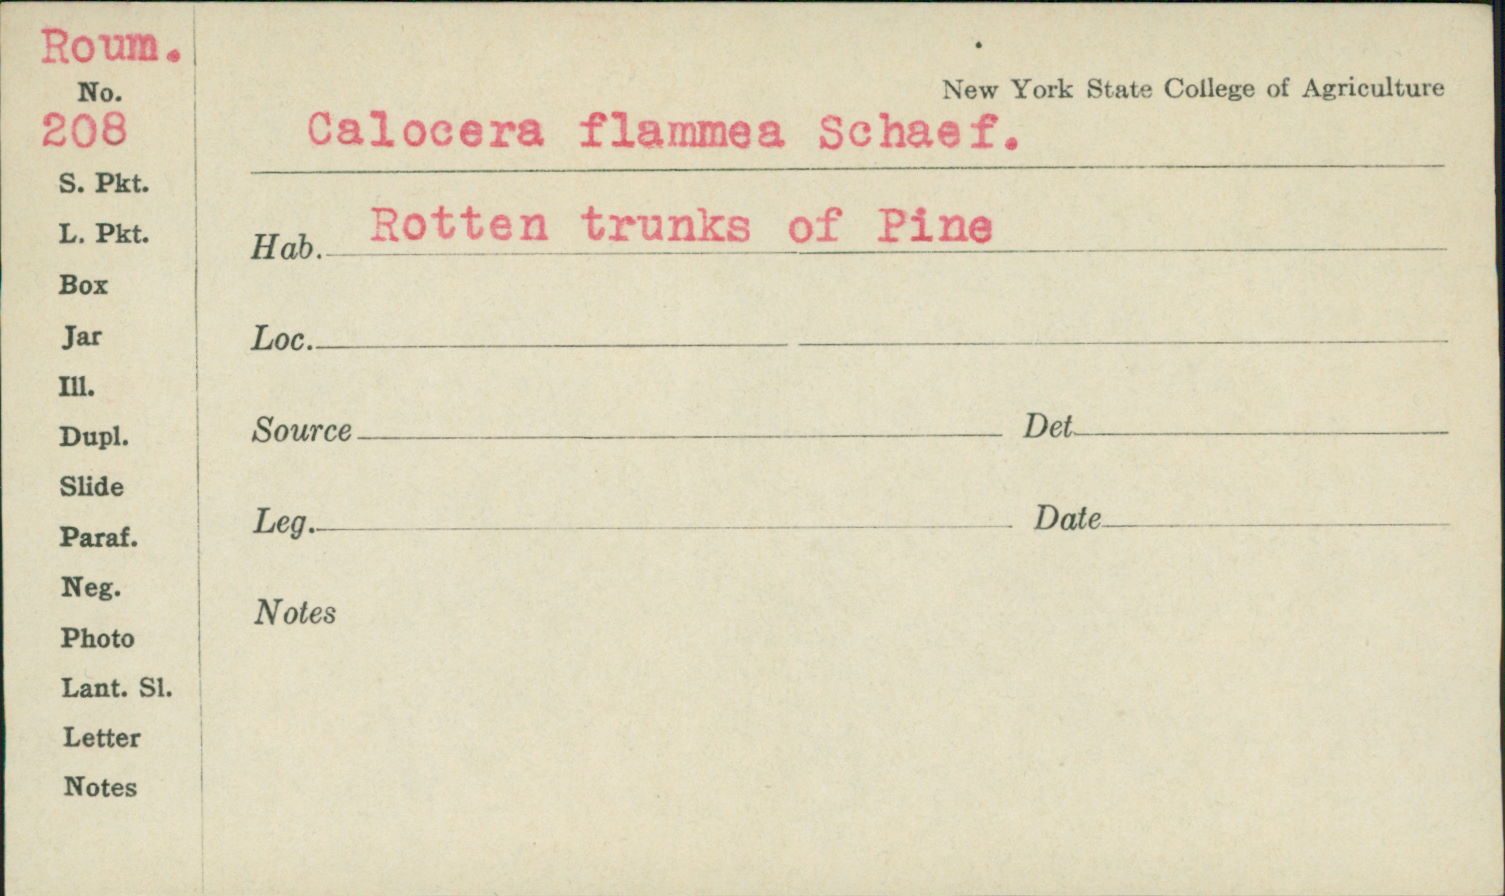 Roum.
No.
208
S. Pkt.
L. Pkt.
Box
Jar
Ill.
Dupl.
Slide
Paraf.
Neg.
Photo
Lant. Sl.
Letter
Notes
New York State College of Agriculture
Calocera flammea Schaef.
Hab. Rotten trunks of Pine
Loc.
Source Det
Leg. Date
Notes